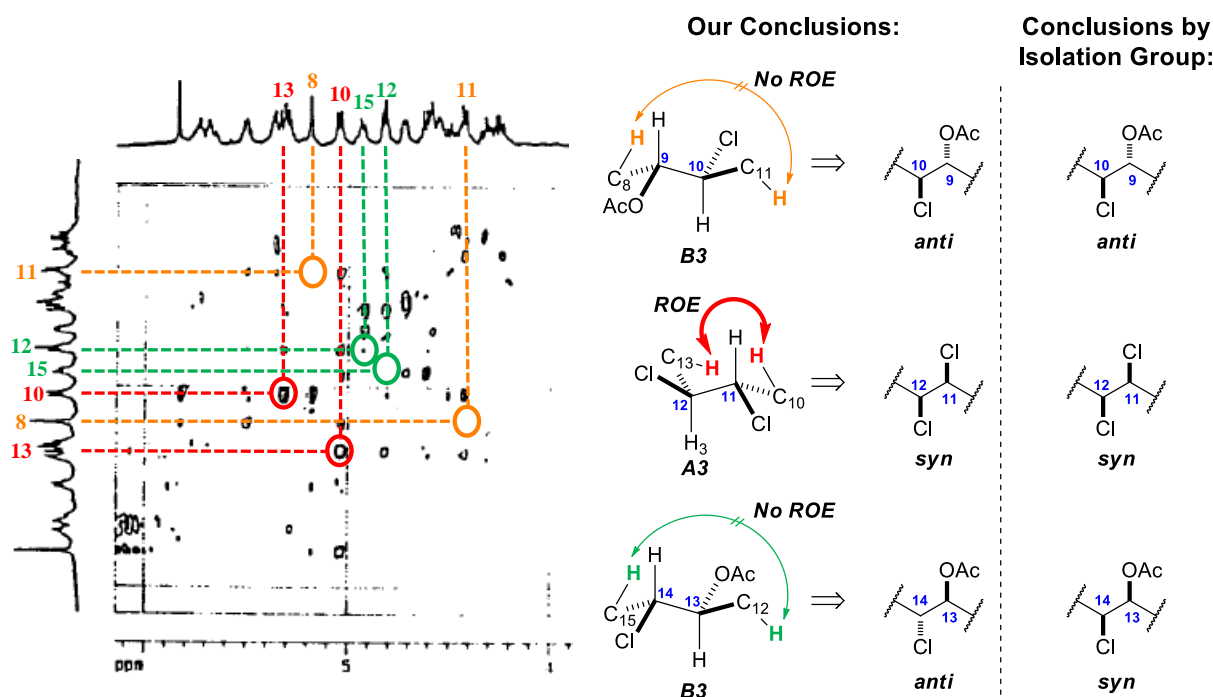 Our Conclusions:
Conclusions by
Isolation Group:
13
8
10
15
12
11
11
12
15
10
8
13
ppm
5
4
No ROE
H
H
Cl
9
10
C8
C11
AcO
H
H
B3
OAc
10
9
Cl
anti
OAc
10
9
Cl
anti
ROE
H
H
H
C13
Cl
11
C10
12
Cl
H3
A3
Cl
12
11
Cl
syn
Cl
12
11
Cl
syn
No ROE
H
H
OAc
14
13
C15
C12
Cl
H
H
B3
OAc
14
13
Cl
anti
OAc
14
13
Cl
syn